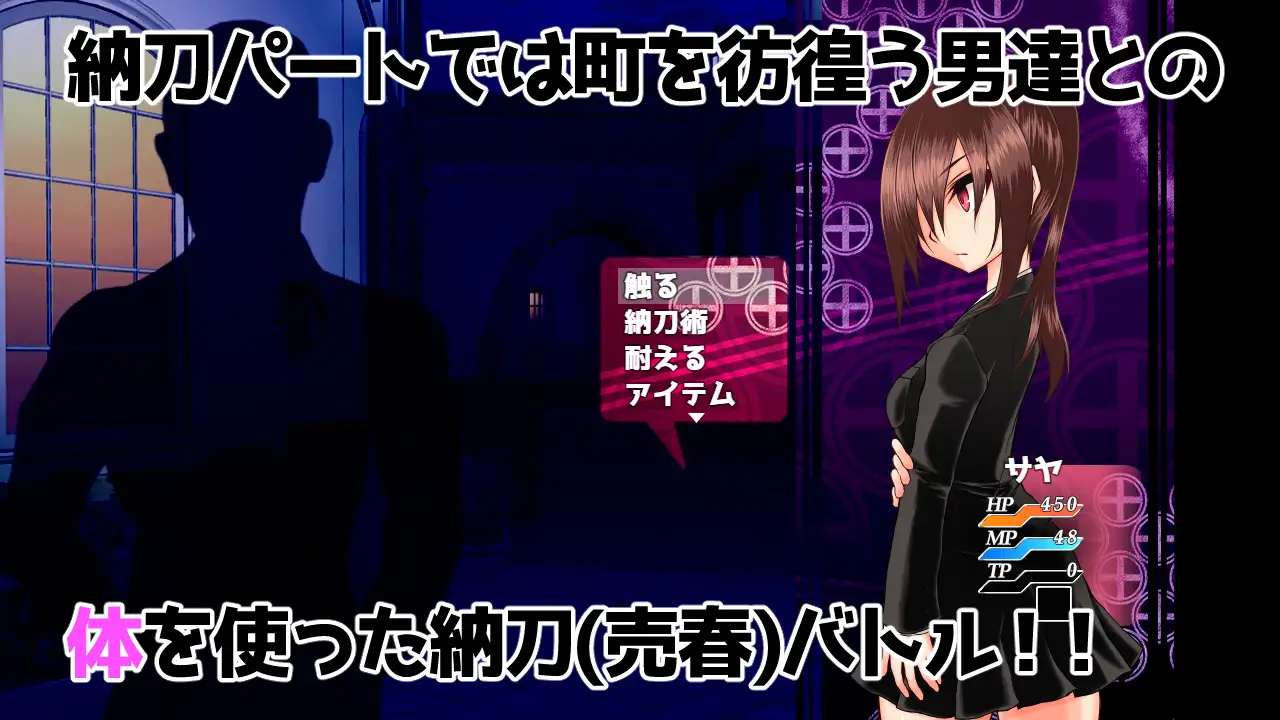 納刀パートでは町を彷徨う男達との
触る
納刀術
耐える
アイテム
サヤ
HP 450
MP 48
TP 0
体を使った納刀(売春)バトル!!